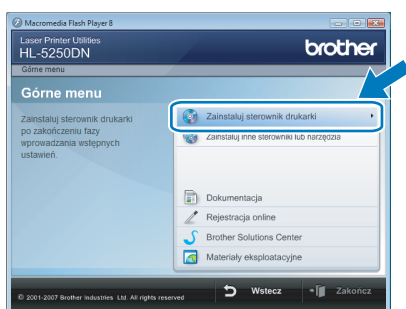 Macromedia Flash Player 8
Laser Printer Utilities
HL-5250DN
brother
Górne menu
Górne menu
Zainstaluj sterownik drukarki
po zakończeniu fazy
wprowadzania wstępnych
ustawień.
Zainstaluj sterownik drukarki
Zainstaluj inne sterowniki lub narzędzia
Dokumentacja
Rejestracja online
Brother Solutions Center
Materiały eksploatacyjne
© 2001-2007 Brother Industries Ltd. All rights reserved
Wstecz
Zakończ